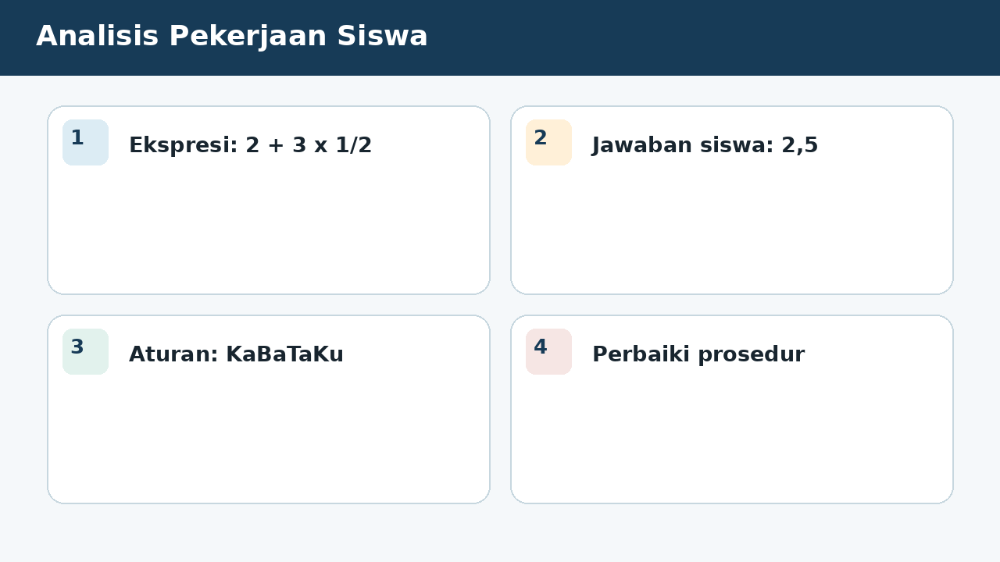 Analisis Pekerjaan Siswa
1
Ekspresi: 2 + 3 x 1/2
2
Jawaban siswa: 2,5
3
Aturan: KaBaTaKu
4
Perbaiki prosedur